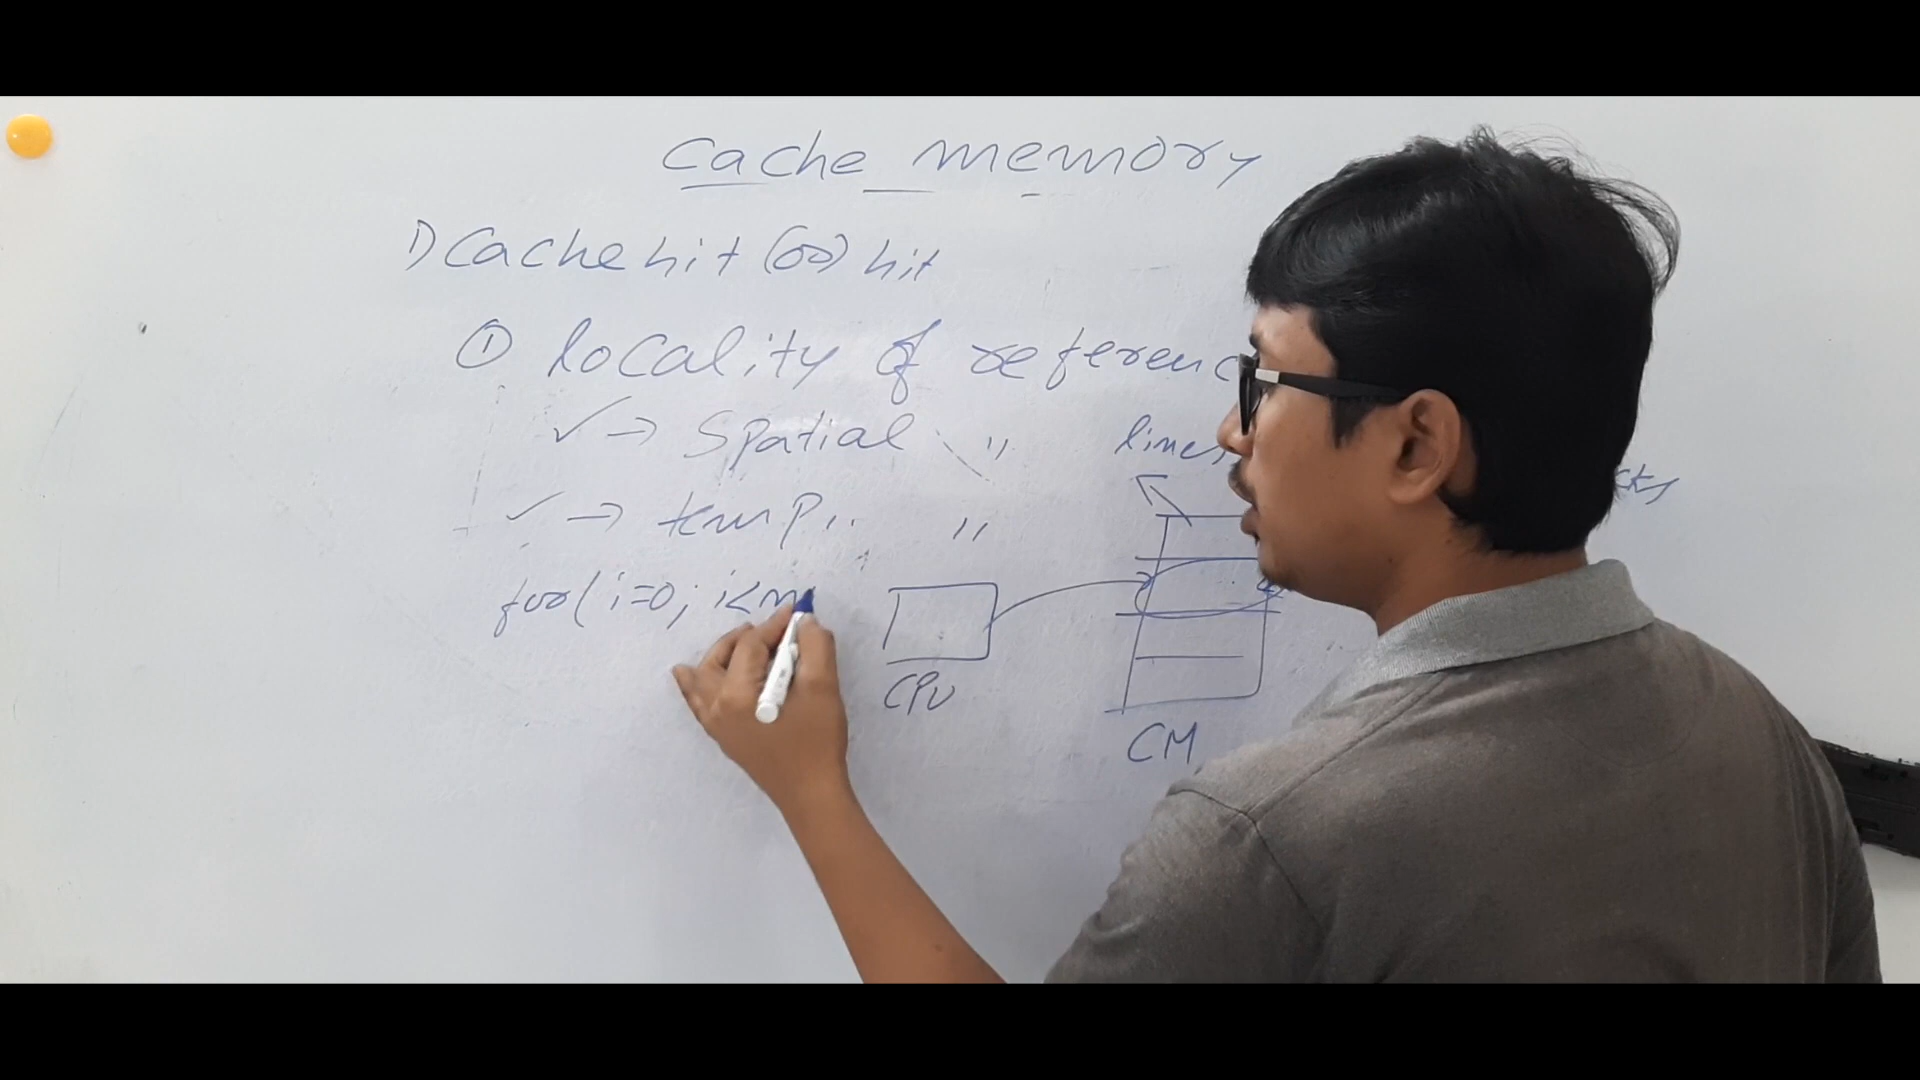 Cache memory
1) Cache hit (or) hit
① locality of referenc
✓ → Spatial "
✓ → temp.. "
for( i=0; i<n
lines
CPU
CM